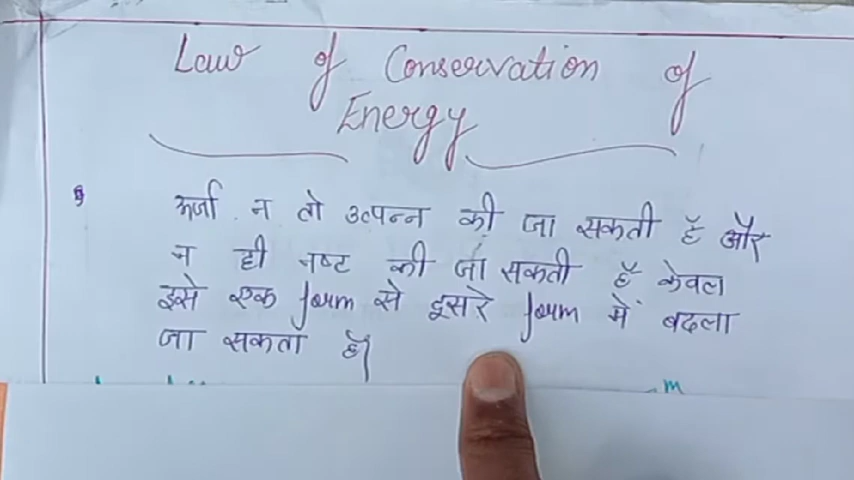 Law of Conservation of
Energy
ऊर्जा न तो उत्पन्न की जा सकती है और
न ही नष्ट की जा सकती है केवल
इसे एक form से दूसरे form में बदला
जा सकता है।